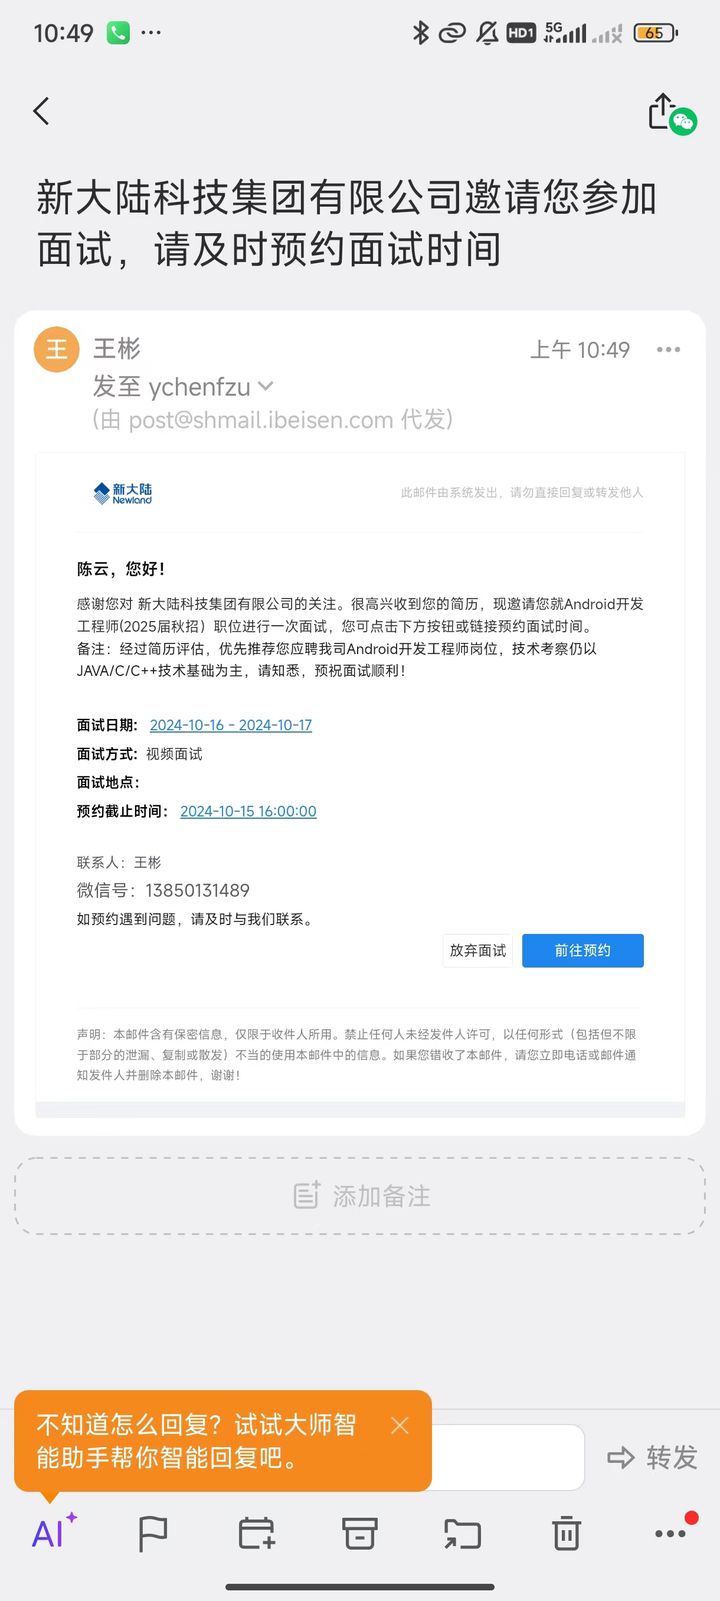 10:49
HD1 5G 65
新大陆科技集团有限公司邀请您参加
面试，请及时预约面试时间
王
王彬
上午 10:49
发至 ychenfzu
(由 post@shmail.ibeisen.com 代发)
新大陆
Newland
此邮件由系统发出，请勿直接回复或转发他人
陈云，您好！
感谢您对 新大陆科技集团有限公司的关注。很高兴收到您的简历，现邀请您就Android开发
工程师(2025届秋招）职位进行一次面试，您可点击下方按钮或链接预约面试时间。
备注：经过简历评估，优先推荐您应聘我司Android开发工程师岗位，技术考察仍以
JAVA/C/C++技术基础为主，请知悉，预祝面试顺利！
面试日期： 2024-10-16 - 2024-10-17
面试方式： 视频面试
面试地点：
预约截止时间： 2024-10-15 16:00:00
联系人：王彬
微信号：13850131489
如预约遇到问题，请及时与我们联系。
放弃面试
前往预约
声明：本邮件含有保密信息，仅限于收件人所用。禁止任何人未经发件人许可，以任何形式（包括但不限
于部分的泄漏、复制或散发）不当的使用本邮件中的信息。如果您错收了本邮件，请您立即电话或邮件通
知发件人并删除本邮件，谢谢！
添加备注
不知道怎么回复？试试大师智
能助手帮你智能回复吧。
转发
AI